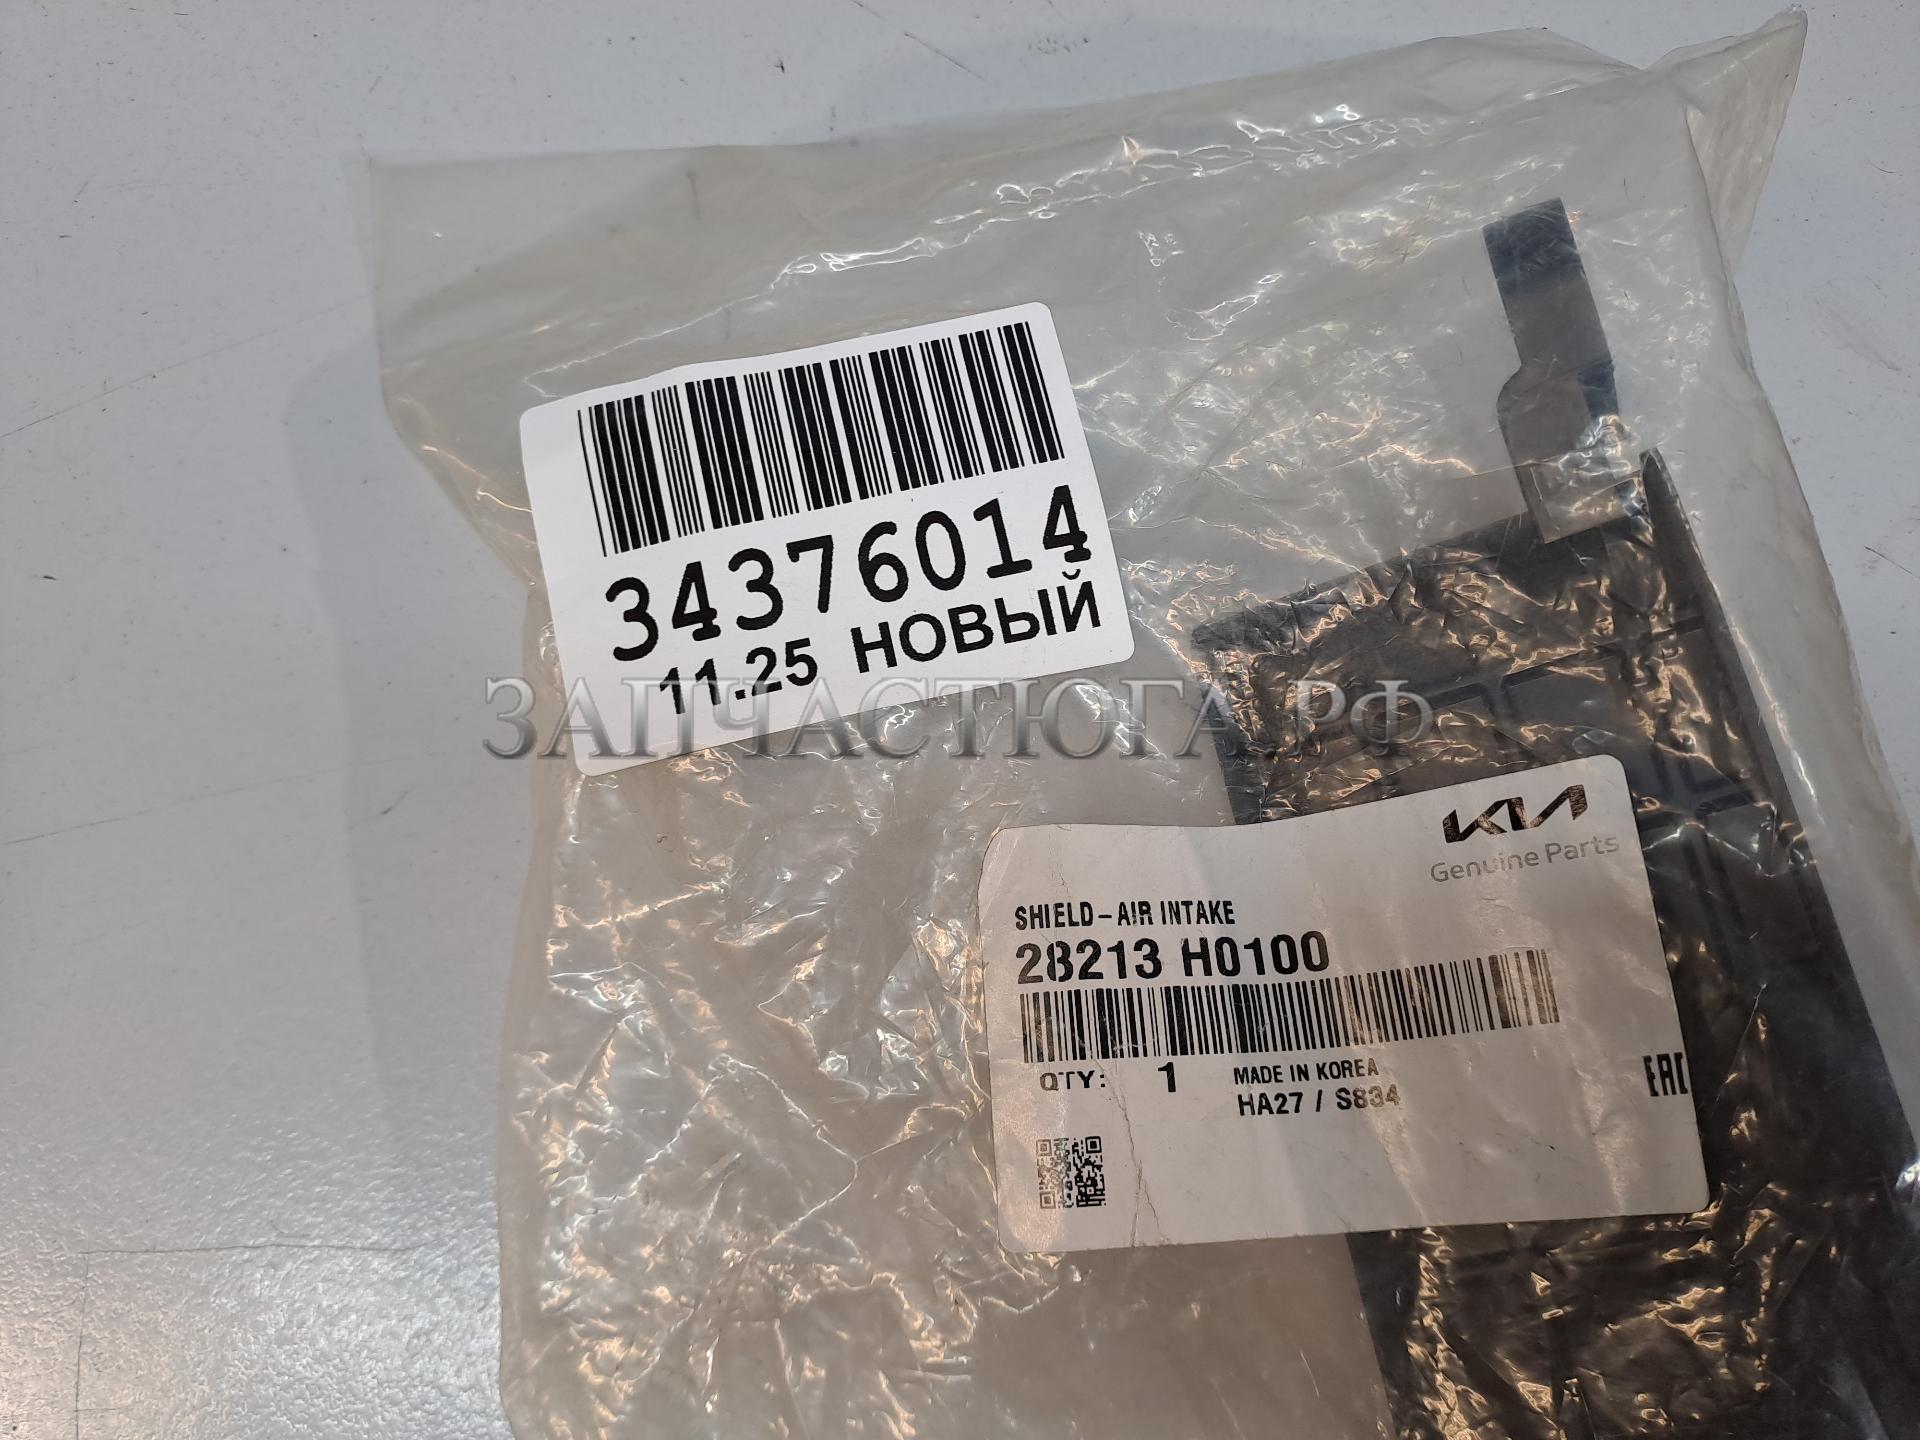 34376014
11.25 НОВЫЙ
ЗАПЧАСТЮГА.РФ
KIA
Genuine Parts
SHIELD-AIR INTAKE
28213 H0100
QTY: 1 MADE IN KOREA
HA27 / S834
EAC